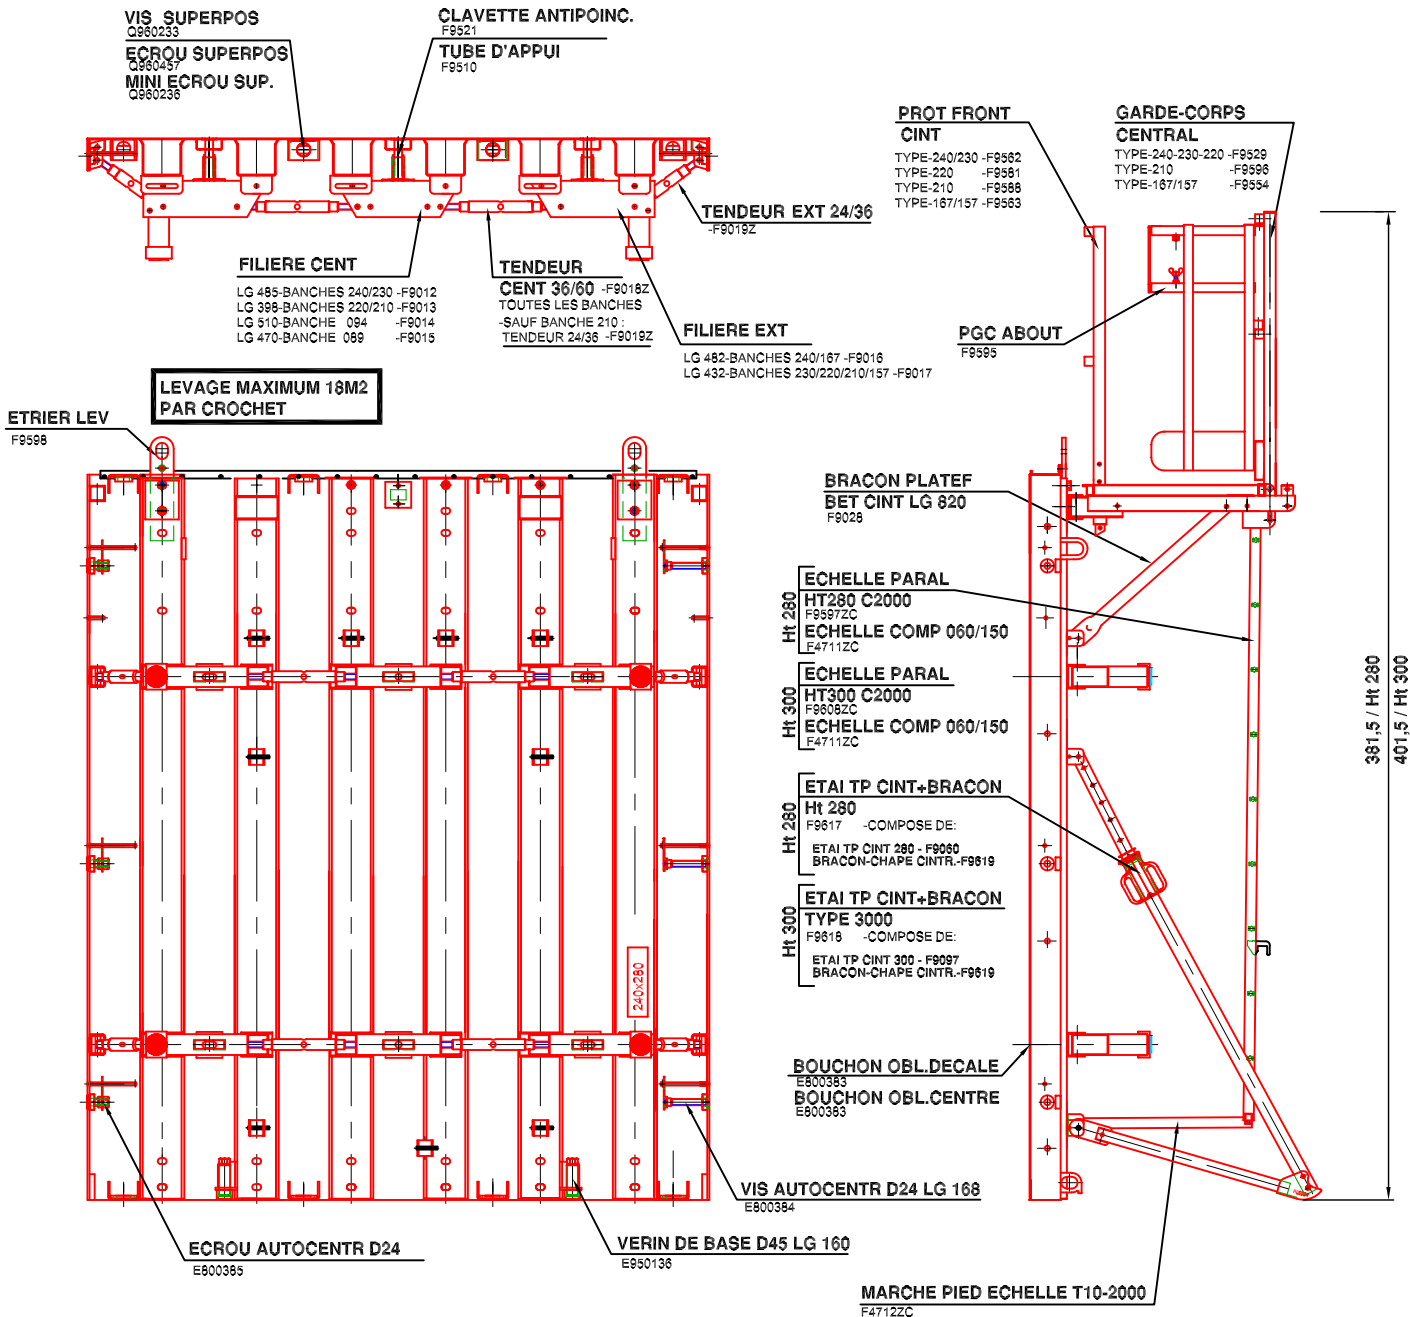 VIS SUPERPOS
Q960233
ECROU SUPERPOS
Q960457
MINI ECROU SUP.
Q960236
CLAVETTE ANTIPOINC.
F9521
TUBE D'APPUI
F9510
TENDEUR EXT 24/36
-F9019Z
FILIERE CENT
LG 485-BANCHES 240/230 -F9012
LG 398-BANCHES 220/210 -F9013
LG 510-BANCHE 094 -F9014
LG 470-BANCHE 089 -F9015
TENDEUR
CENT 36/60 -F9018Z
TOUTES LES BANCHES
-SAUF BANCHE 210 :
TENDEUR 24/36 -F9019Z
FILIERE EXT
LG 482-BANCHES 240/167 -F9016
LG 432-BANCHES 230/220/210/157 -F9017
PROT FRONT
CINT
TYPE-240/230 -F9562
TYPE-220 -F9581
TYPE-210 -F9588
TYPE-167/157 -F9563
GARDE-CORPS
CENTRAL
TYPE-240-230-220 -F9529
TYPE-210 -F9596
TYPE-167/157 -F9554
PGC ABOUT
F9595
LEVAGE MAXIMUM 18M2
PAR CROCHET
ETRIER LEV
F9598
BRACON PLATEF
BET CINT LG 820
F9028
Ht 280
ECHELLE PARAL
HT280 C2000
F9597ZC
ECHELLE COMP 060/150
F4711ZC
Ht 300
ECHELLE PARAL
HT300 C2000
F9608ZC
ECHELLE COMP 060/150
F4711ZC
Ht 280
ETAI TP CINT+BRACON
Ht 280
F9617 -COMPOSE DE:
ETAI TP CINT 280 - F9060
BRACON-CHAPE CINTR.-F9619
Ht 300
ETAI TP CINT+BRACON
TYPE 3000
F9618 -COMPOSE DE:
ETAI TP CINT 300 - F9097
BRACON-CHAPE CINTR.-F9619
381,5 / Ht 280
401,5 / Ht 300
240x280
BOUCHON OBL.DECALE
E800383
BOUCHON OBL.CENTRE
E800383
VIS AUTOCENTR D24 LG 168
E800384
ECROU AUTOCENTR D24
E800385
VERIN DE BASE D45 LG 160
E950136
MARCHE PIED ECHELLE T10-2000
F4712ZC